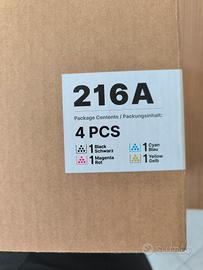 216A
Package Contents / Packungsinhalt:
4 PCS
1 Black
Schwarz
1 Cyan
Blau
1 Magenta
Rot
1 Yellow
Gelb